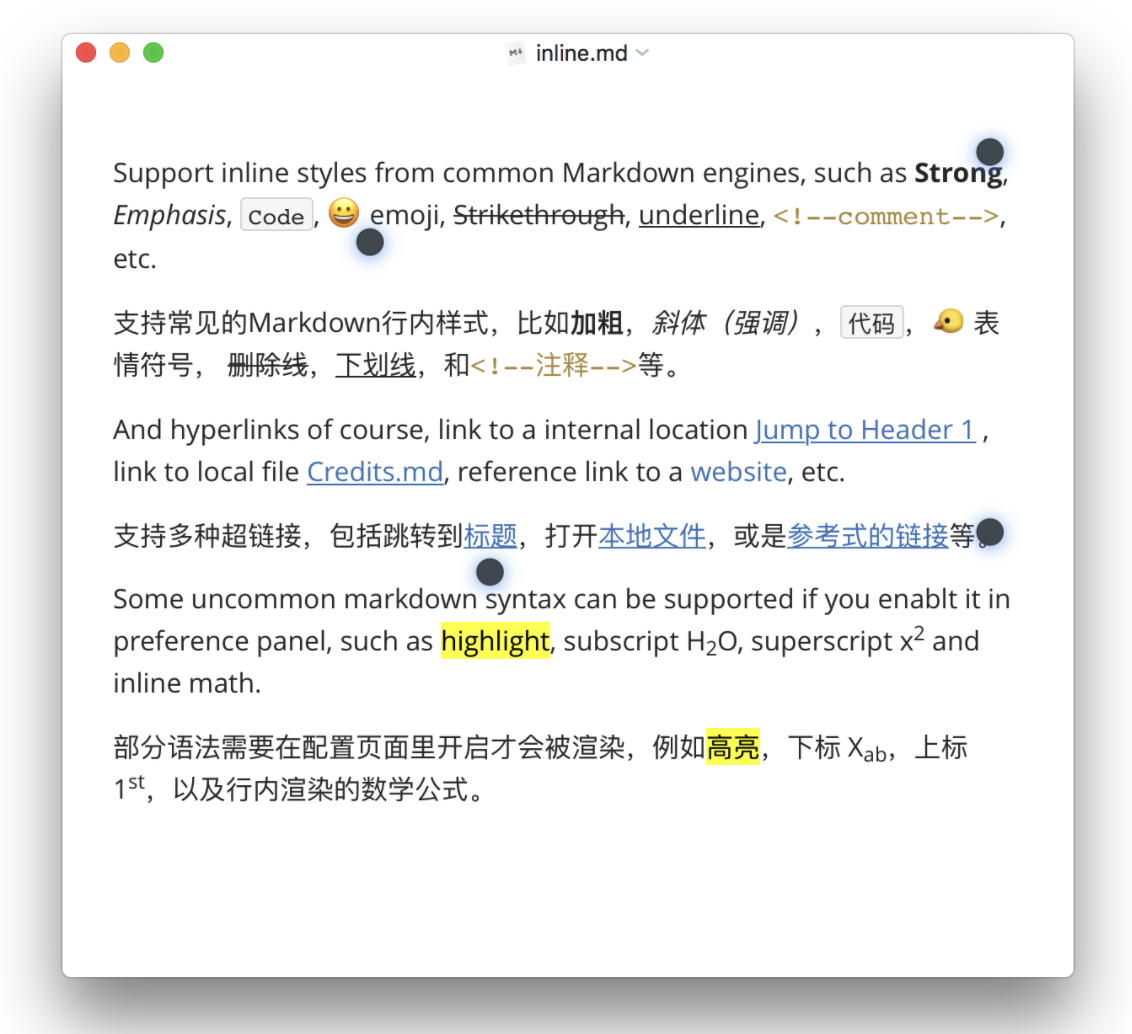 inline.md
Support inline styles from common Markdown engines, such as Strong,
Emphasis, Code, 😀 emoji, Strikethrough, underline, <!--comment-->,
etc.
支持常见的Markdown行内样式，比如加粗，斜体（强调），代码，🐤 表
情符号， 删除线，下划线，和<!--注释-->等。
And hyperlinks of course, link to a internal location Jump to Header 1 ,
link to local file Credits.md, reference link to a website, etc.
支持多种超链接，包括跳转到标题，打开本地文件，或是参考式的链接等。
Some uncommon markdown syntax can be supported if you enablt it in
preference panel, such as highlight, subscript H₂O, superscript x² and
inline math.
部分语法需要在配置页面里开启才会被渲染，例如高亮，下标 Xab，上标
1st，以及行内渲染的数学公式。